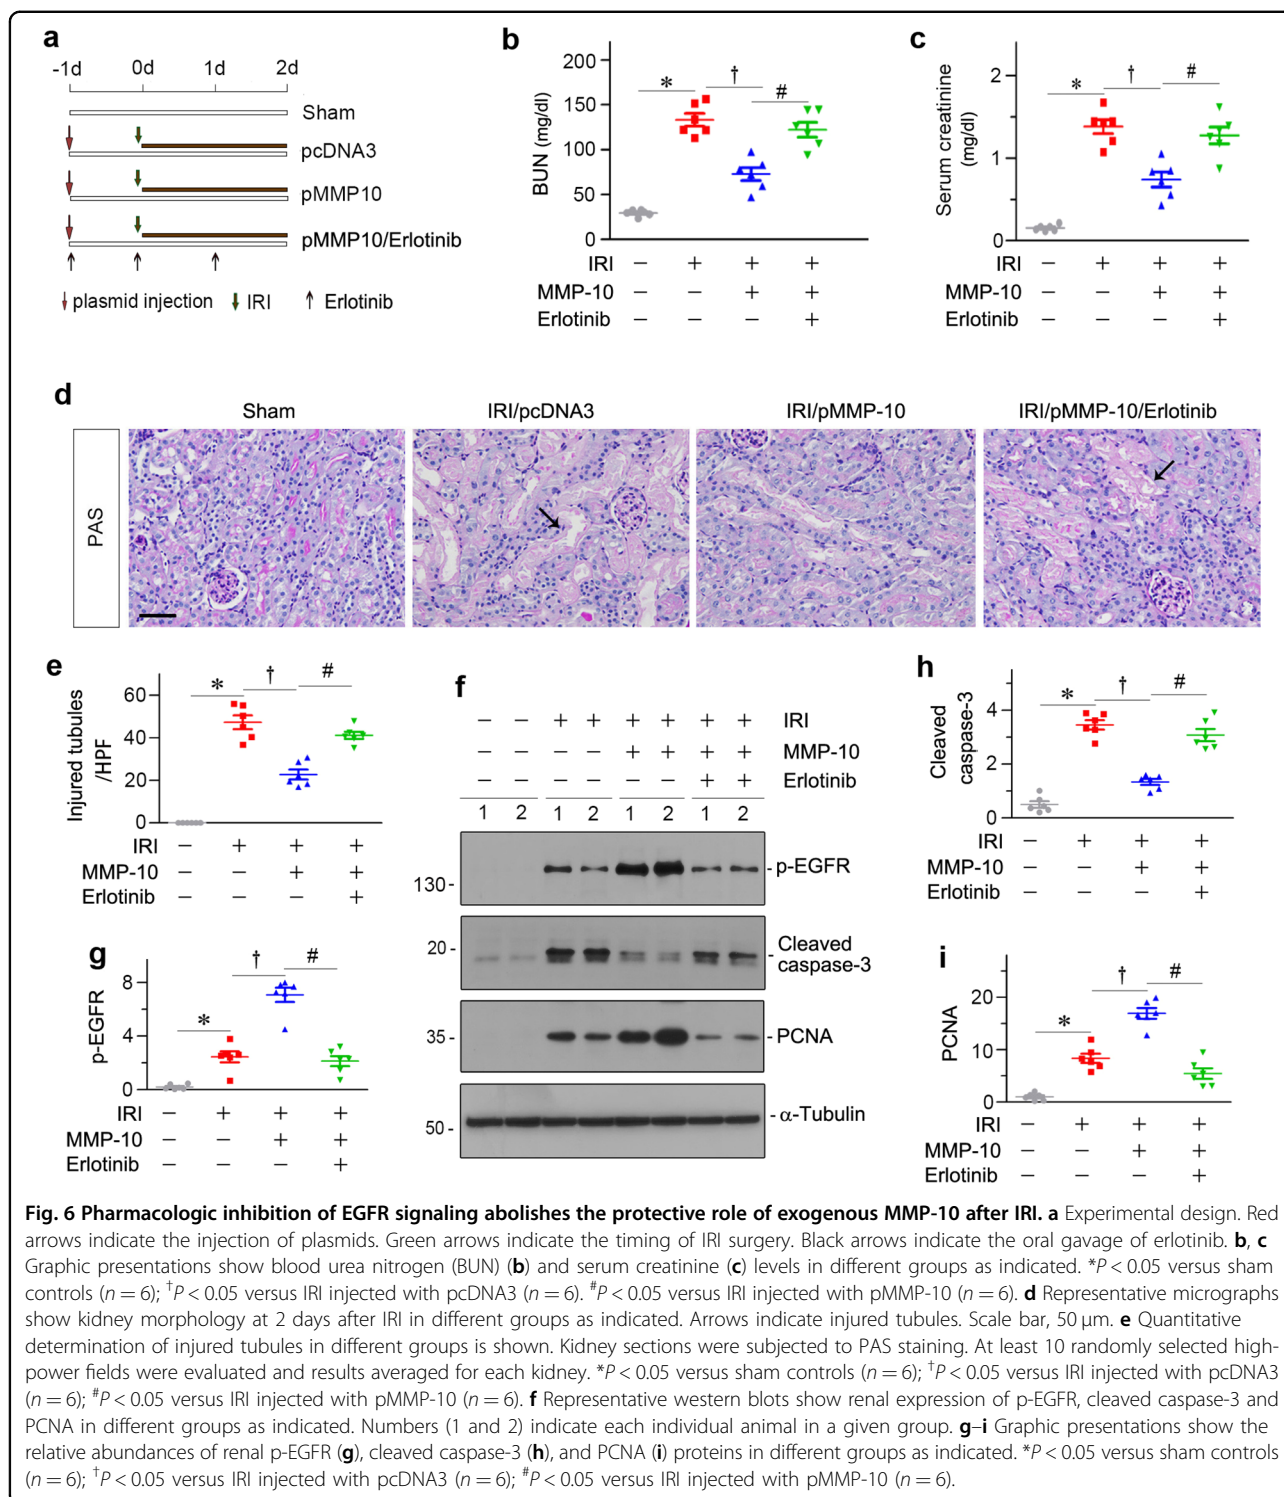 a
-1d 0d 1d 2d
Sham
pcDNA3
pMMP10
pMMP10/Erlotinib
plasmid injection IRI Erlotinib
b
200
150
100
50
0
BUN (mg/dl)
* † #
IRI − + + +
MMP-10 − − + +
Erlotinib − − − +
c
2
1
0
Serum creatinine
(mg/dl)
* † #
IRI − + + +
MMP-10 − − + +
Erlotinib − − − +
d
Sham IRI/pcDNA3 IRI/pMMP-10 IRI/pMMP-10/Erlotinib
PAS
e
60
40
20
0
Injured tubules
/HPF
* † #
IRI − + + +
MMP-10 − − + +
Erlotinib − − − +
f
− − + + + + + + IRI
− − − − + + + + MMP-10
− − − − − − + + Erlotinib
1 2 1 2 1 2 1 2
130 - - p-EGFR
20 - - Cleaved
caspase-3
35 - - PCNA
50 - - α-Tubulin
g
8
4
0
p-EGFR
* † #
IRI − + + +
MMP-10 − − + +
Erlotinib − − − +
h
4
2
0
Cleaved
caspase-3
* † #
IRI − + + +
MMP-10 − − + +
Erlotinib − − − +
i
20
10
0
PCNA
* † #
IRI − + + +
MMP-10 − − + +
Erlotinib − − − +
Fig. 6 Pharmacologic inhibition of EGFR signaling abolishes the protective role of exogenous MMP-10 after IRI. a Experimental design. Red
arrows indicate the injection of plasmids. Green arrows indicate the timing of IRI surgery. Black arrows indicate the oral gavage of erlotinib. b, c
Graphic presentations show blood urea nitrogen (BUN) (b) and serum creatinine (c) levels in different groups as indicated. *P < 0.05 versus sham
controls (n = 6); †P < 0.05 versus IRI injected with pcDNA3 (n = 6). #P < 0.05 versus IRI injected with pMMP-10 (n = 6). d Representative micrographs
show kidney morphology at 2 days after IRI in different groups as indicated. Arrows indicate injured tubules. Scale bar, 50 μm. e Quantitative
determination of injured tubules in different groups is shown. Kidney sections were subjected to PAS staining. At least 10 randomly selected high-
power fields were evaluated and results averaged for each kidney. *P < 0.05 versus sham controls (n = 6); †P < 0.05 versus IRI injected with pcDNA3
(n = 6); #P < 0.05 versus IRI injected with pMMP-10 (n = 6). f Representative western blots show renal expression of p-EGFR, cleaved caspase-3 and
PCNA in different groups as indicated. Numbers (1 and 2) indicate each individual animal in a given group. g–i Graphic presentations show the
relative abundances of renal p-EGFR (g), cleaved caspase-3 (h), and PCNA (i) proteins in different groups as indicated. *P < 0.05 versus sham controls
(n = 6); †P < 0.05 versus IRI injected with pcDNA3 (n = 6); #P < 0.05 versus IRI injected with pMMP-10 (n = 6).